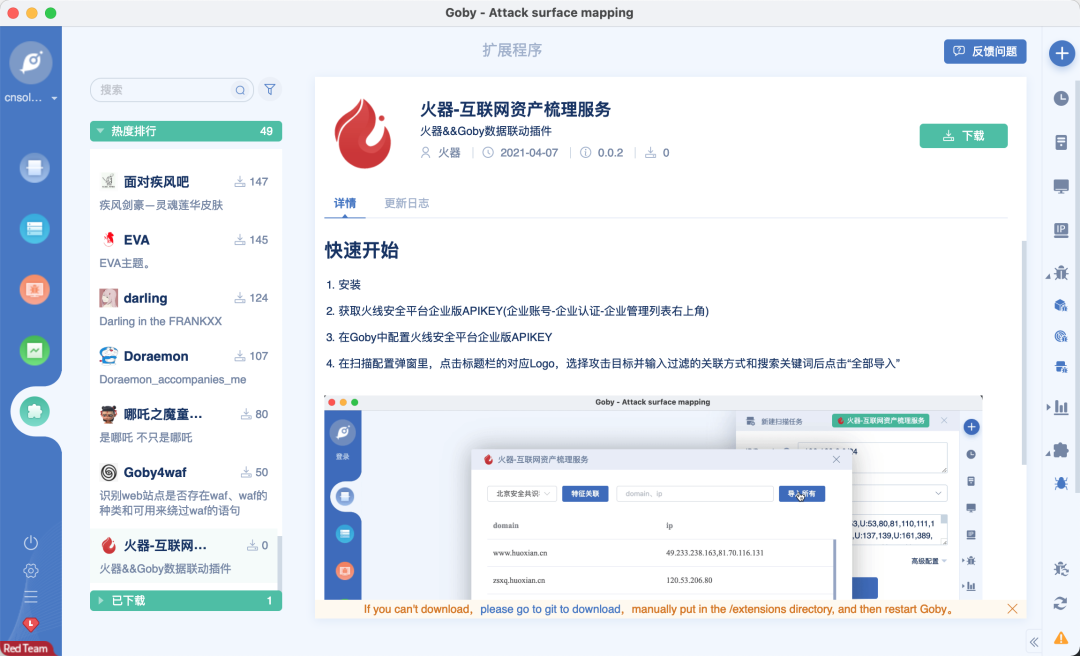 Goby - Attack surface mapping
扩展程序
反馈问题
cnsol...
搜索
热度排行 49
面对疾风吧 147
疾风剑豪—灵魂莲华皮肤
EVA 145
EVA主题。
darling 124
Darling in the FRANKXX
Doraemon 107
Doraemon_accompanies_me
哪吒之魔童... 80
是哪吒 不只是哪吒
Goby4waf 50
识别web站点是否存在waf、waf的
种类和可用来绕过waf的语句
火器-互联网... 0
火器&&Goby数据联动插件
已下载 1
Red Team
火器-互联网资产梳理服务
火器&&Goby数据联动插件
火器 2021-04-07 0.0.2 0
下载
详情 更新日志
快速开始
1. 安装
2. 获取火线安全平台企业版APIKEY(企业账号-企业认证-企业管理列表右上角)
3. 在Goby中配置火线安全平台企业版APIKEY
4. 在扫描配置弹窗里，点击标题栏的对应Logo，选择攻击目标并输入过滤的关联方式和搜索关键词后点击“全部导入”
Goby - Attack surface mapping
登录
新建扫描任务 火器-互联网资产梳理服务
火器-互联网资产梳理服务
北京安全共识 特征关联 domain、ip 导入所有
domain ip
www.huoxian.cn 49.233.238.163,81.70.116.131
zsxq.huoxian.cn 120.53.206.80
3,U:53,80,81,110,111,1
U:137,139,U:161,389,
高级配置
If you can't download，please go to git to download，manually put in the /extensions directory, and then restart Goby。
IP